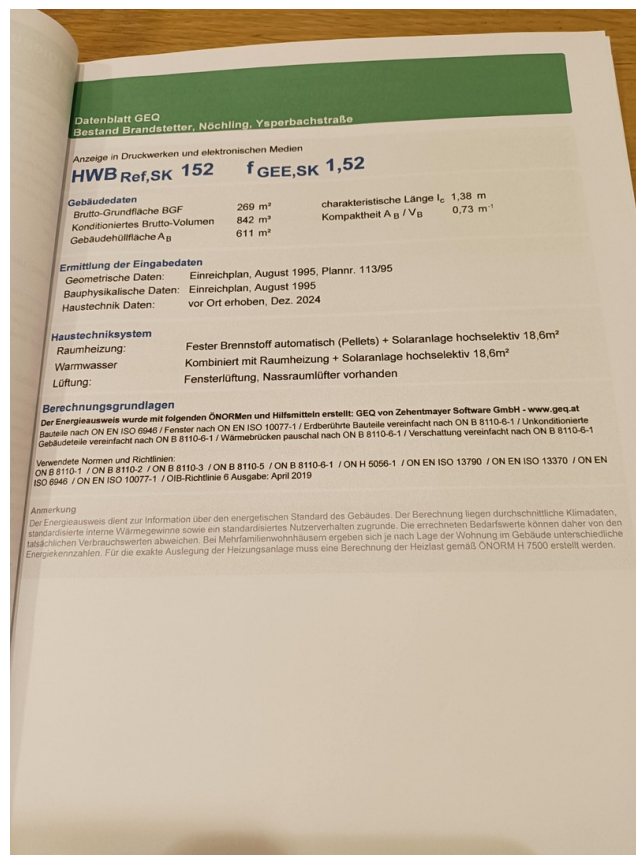 Datenblatt GEQ
Bestand Brandstetter, Nöchling, Ysperbachstraße
Anzeige in Druckwerken und elektronischen Medien
HWB Ref,SK 152 f GEE,SK 1,52
Gebäudedaten
Brutto-Grundfläche BGF 269 m² charakteristische Länge l c 1,38 m
Konditioniertes Brutto-Volumen 842 m³ Kompaktheit A B / V B 0,73 m⁻¹
Gebäudehüllfläche A B 611 m²
Ermittlung der Eingabedaten
Geometrische Daten: Einreichplan, August 1995, Plannr. 113/95
Bauphysikalische Daten: Einreichplan, August 1995
Haustechnik Daten: vor Ort erhoben, Dez. 2024
Haustechniksystem
Raumheizung: Fester Brennstoff automatisch (Pellets) + Solaranlage hochselektiv 18,6m²
Warmwasser Kombiniert mit Raumheizung + Solaranlage hochselektiv 18,6m²
Lüftung: Fensterlüftung, Nassraumlüfter vorhanden
Berechnungsgrundlagen
Der Energieausweis wurde mit folgenden ÖNORMen und Hilfsmitteln erstellt: GEQ von Zehentmayer Software GmbH - www.geq.at
Bauteile nach ON EN ISO 6946 / Fenster nach ON EN ISO 10077-1 / Erdberührte Bauteile vereinfacht nach ON B 8110-6-1 / Unkonditionierte
Gebäudeteile vereinfacht nach ON B 8110-6-1 / Wärmebrücken pauschal nach ON B 8110-6-1 / Verschattung vereinfacht nach ON B 8110-6-1
Verwendete Normen und Richtlinien:
ON B 8110-1 / ON B 8110-2 / ON B 8110-3 / ON B 8110-5 / ON B 8110-6-1 / ON H 5056-1 / ON EN ISO 13790 / ON EN ISO 13370 / ON EN
ISO 6946 / ON EN ISO 10077-1 / OIB-Richtlinie 6 Ausgabe: April 2019
Anmerkung
Der Energieausweis dient zur Information über den energetischen Standard des Gebäudes. Der Berechnung liegen durchschnittliche Klimadaten,
standardisierte interne Wärmegewinne sowie ein standardisiertes Nutzerverhalten zugrunde. Die errechneten Bedarfswerte können daher von den
tatsächlichen Verbrauchswerten abweichen. Bei Mehrfamilienwohnhäusern ergeben sich je nach Lage der Wohnung im Gebäude unterschiedliche
Energiekennzahlen. Für die exakte Auslegung der Heizungsanlage muss eine Berechnung der Heizlast gemäß ÖNORM H 7500 erstellt werden.